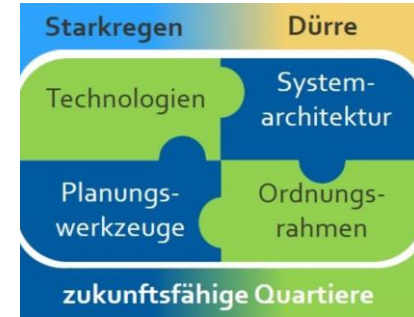 Starkregen Dürre
Technologien
System-
architektur
Planungs-
werkzeuge
Ordnungs-
rahmen
zukunftsfähige Quartiere